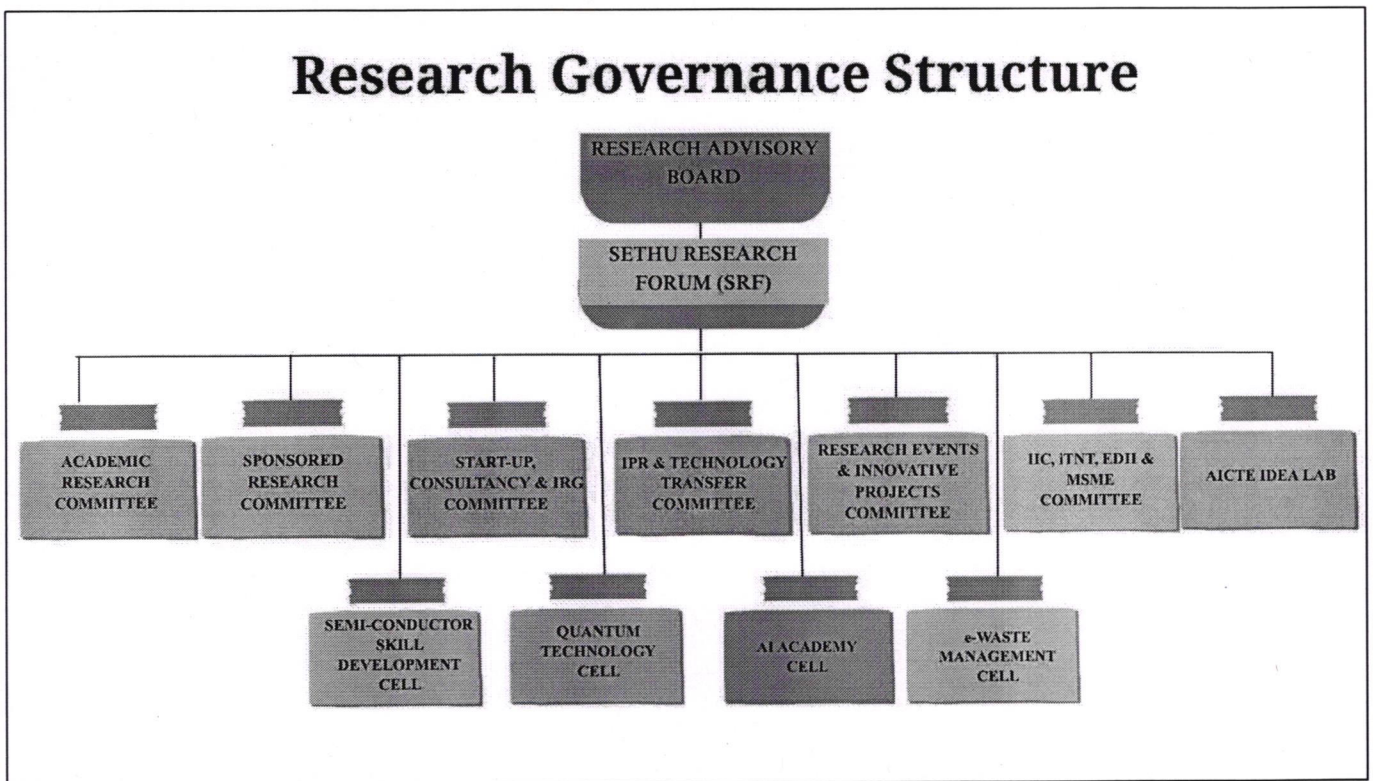 Research Governance Structure
RESEARCH ADVISORY
BOARD
SETHU RESEARCH
FORUM (SRF)
ACADEMIC
RESEARCH
COMMITTEE
SPONSORED
RESEARCH
COMMITTEE
START-UP,
CONSULTANCY & IRG
COMMITTEE
IPR & TECHNOLOGY
TRANSFER
COMMITTEE
RESEARCH EVENTS
& INNOVATIVE
PROJECTS
COMMITTEE
IIC, iTNT, EDII &
MSME
COMMITTEE
AICTE IDEA LAB
SEMI-CONDUCTOR
SKILL
DEVELOPMENT
CELL
QUANTUM
TECHNOLOGY
CELL
AI ACADEMY
CELL
e-WASTE
MANAGEMENT
CELL